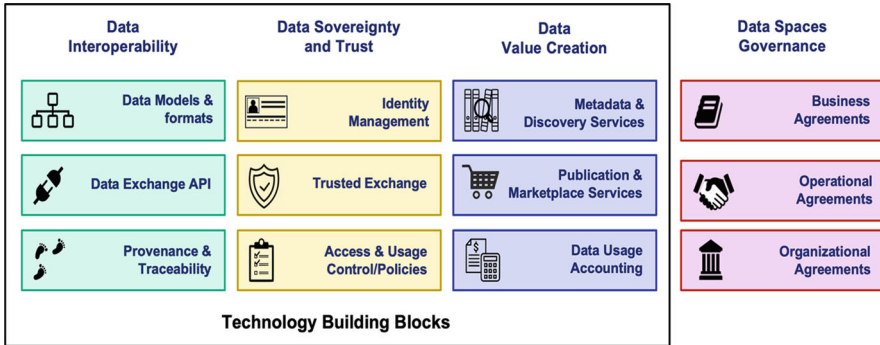 Data
Interoperability
Data Models &
formats
Data Exchange API
Provenance &
Traceability
Data Sovereignty
and Trust
Identity
Management
Trusted Exchange
Access & Usage
Control/Policies
Data
Value Creation
Metadata &
Discovery Services
Publication &
Marketplace Services
$
Data Usage
Accounting
Technology Building Blocks
Data Spaces
Governance
Business
Agreements
Operational
Agreements
Organizational
Agreements